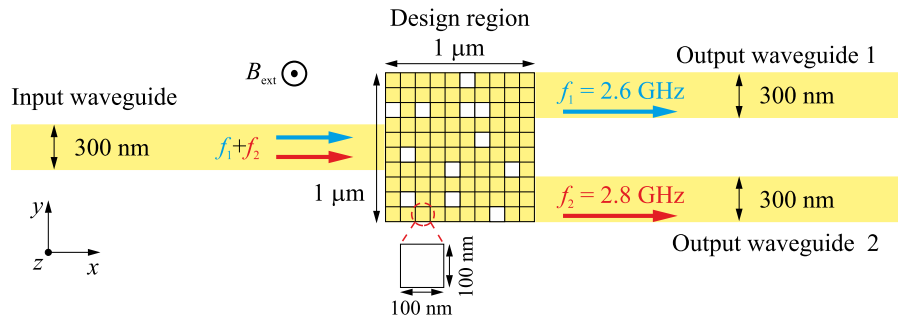 Design region
1 μm
Output waveguide 1
Bext
Input waveguide
f1 = 2.6 GHz
300 nm
300 nm
f1+f2
1 μm
y
f2 = 2.8 GHz
300 nm
z
x
Output waveguide 2
100 nm
100 nm